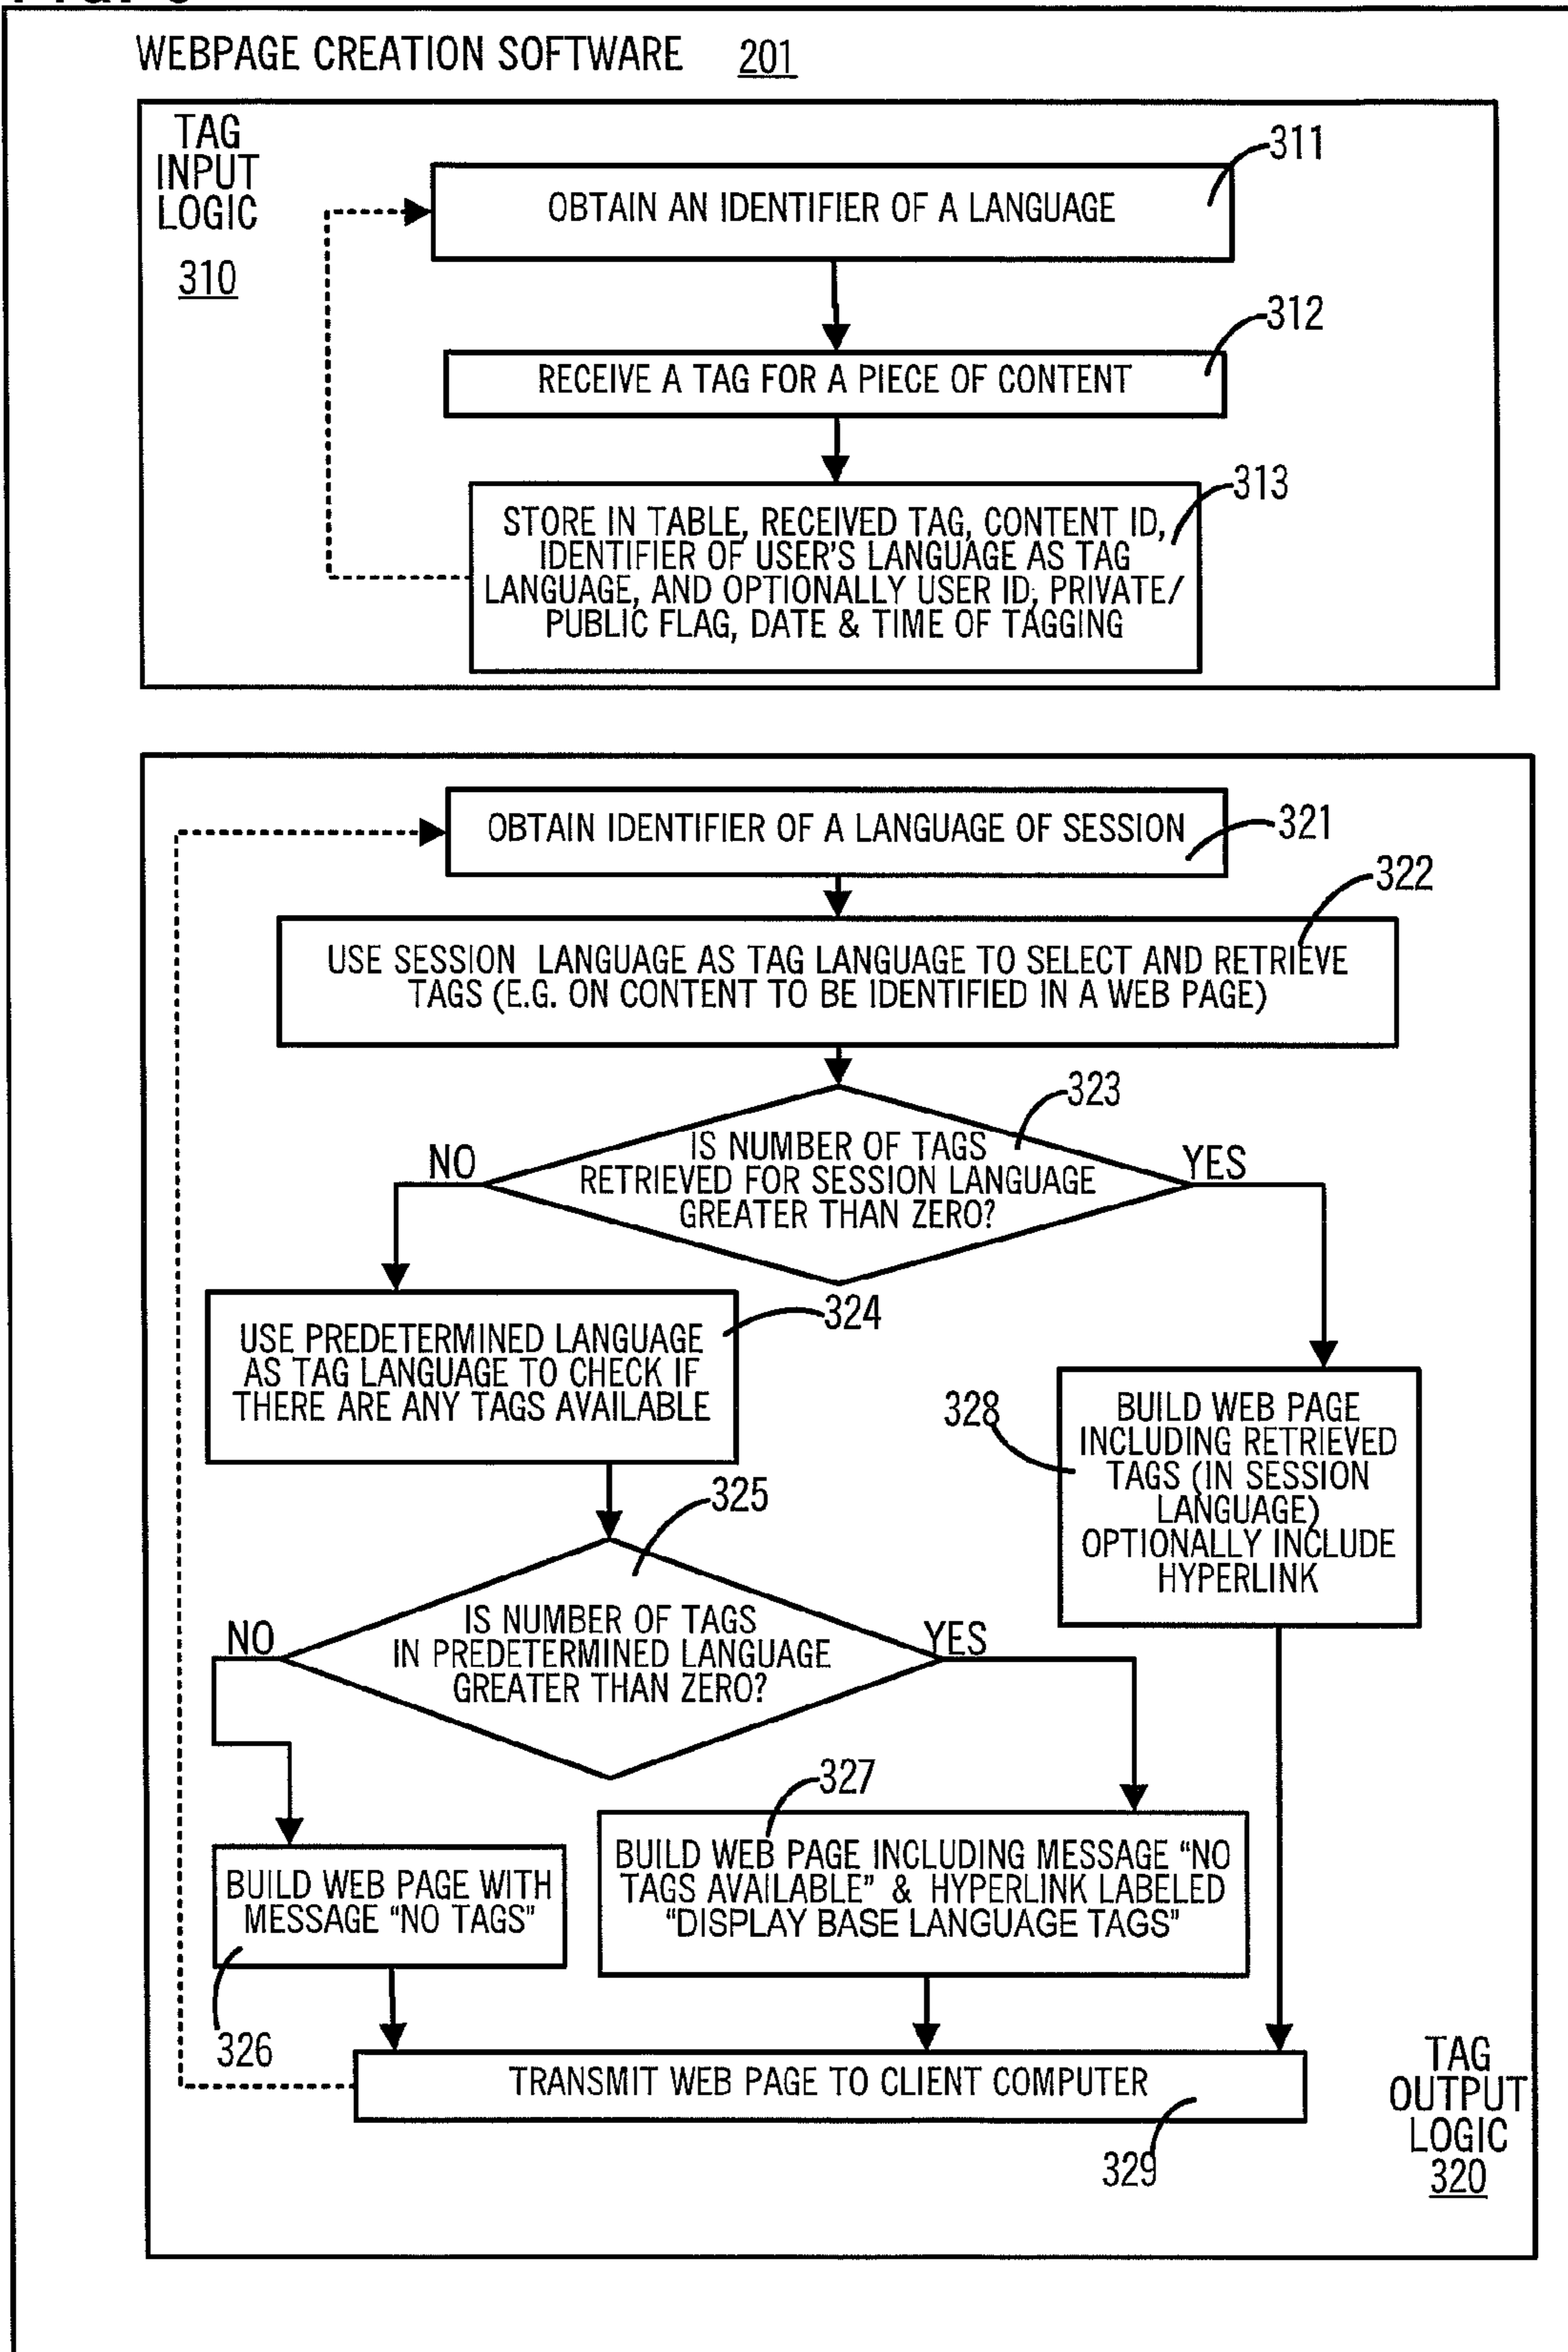 WEBPAGE CREATION SOFTWARE 201
TAG
INPUT
LOGIC
310
311
OBTAIN AN IDENTIFIER OF A LANGUAGE
312
RECEIVE A TAG FOR A PIECE OF CONTENT
313
STORE IN TABLE, RECEIVED TAG, CONTENT ID,
IDENTIFIER OF USER'S LANGUAGE AS TAG
LANGUAGE, AND OPTIONALLY USER ID, PRIVATE/
PUBLIC FLAG, DATE & TIME OF TAGGING
OBTAIN IDENTIFIER OF A LANGUAGE OF SESSION
321
322
USE SESSION LANGUAGE AS TAG LANGUAGE TO SELECT AND RETRIEVE
TAGS (E.G. ON CONTENT TO BE IDENTIFIED IN A WEB PAGE)
323
NO
IS NUMBER OF TAGS
RETRIEVED FOR SESSION LANGUAGE
GREATER THAN ZERO?
YES
324
USE PREDETERMINED LANGUAGE
AS TAG LANGUAGE TO CHECK IF
THERE ARE ANY TAGS AVAILABLE
328
BUILD WEB PAGE
INCLUDING RETRIEVED
TAGS (IN SESSION
LANGUAGE)
OPTIONALLY INCLUDE
HYPERLINK
325
NO
IS NUMBER OF TAGS
IN PREDETERMINED LANGUAGE
GREATER THAN ZERO?
YES
327
BUILD WEB PAGE INCLUDING MESSAGE “NO
TAGS AVAILABLE” & HYPERLINK LABELED
“DISPLAY BASE LANGUAGE TAGS”
BUILD WEB PAGE WITH
MESSAGE “NO TAGS”
326
TRANSMIT WEB PAGE TO CLIENT COMPUTER
329
TAG
OUTPUT
LOGIC
320